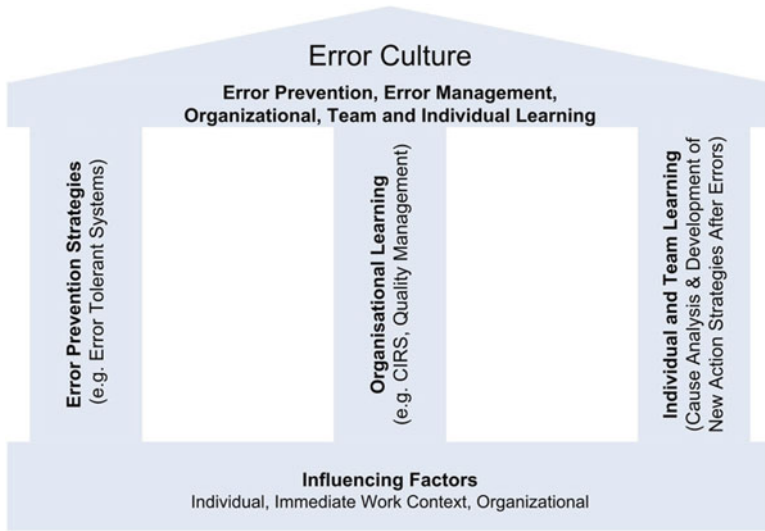 Error Culture
Error Prevention, Error Management,
Organizational, Team and Individual Learning
Error Prevention Strategies
(e.g. Error Tolerant Systems)
Organisational Learning
(e.g. CIRS, Quality Management)
Individual and Team Learning
(Cause Analysis & Development of
New Action Strategies After Errors)
Influencing Factors
Individual, Immediate Work Context, Organizational